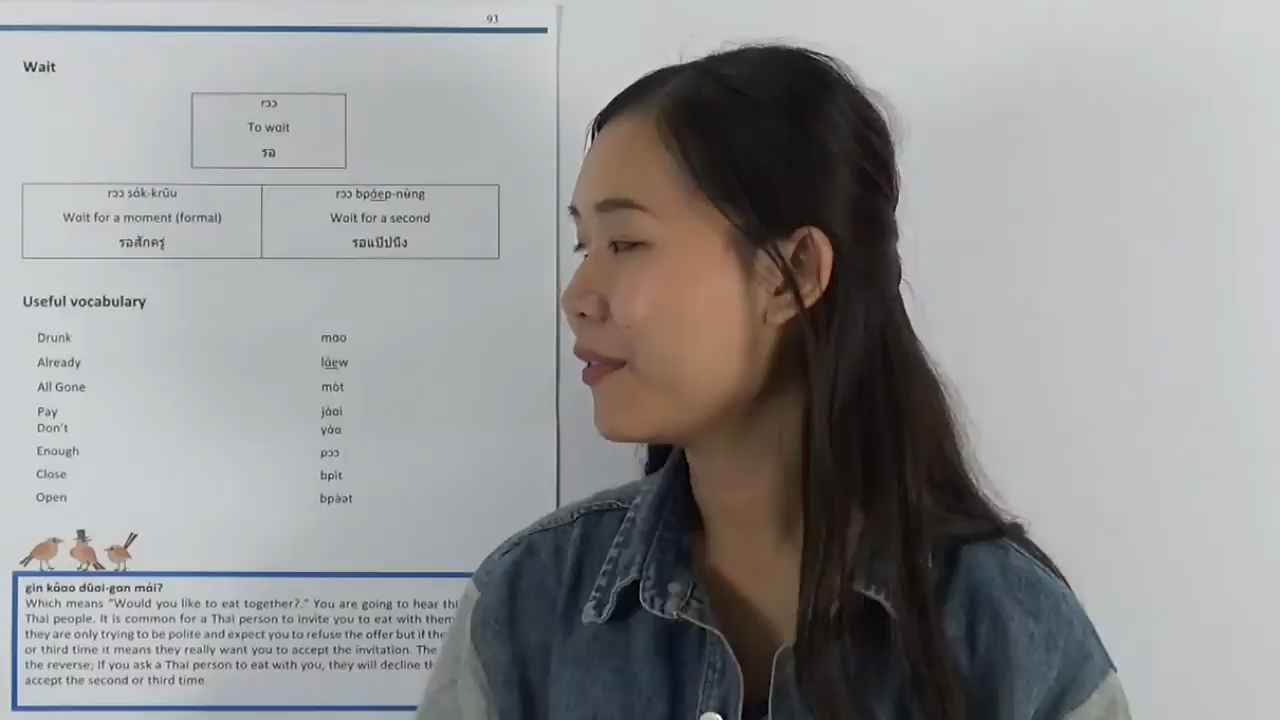 93
Wait
rɔɔ
To wait
รอ
rɔɔ sák-krûu
Wait for a moment (formal)
รอสักครู่
rɔɔ bpáep-nùng
Wait for a second
รอแป๊ปนึง
Useful vocabulary
Drunk mao
Already láew
All Gone mòt
Pay jàai
Don't yàa
Enough pɔɔ
Close bpìt
Open bpàət
gin kâao dûai-gan mái?
Which means "Would you like to eat together?." You are going to hear thi
Thai people. It is common for a Thai person to invite you to eat with them
they are only trying to be polite and expect you to refuse the offer but if the
or third time it means they really want you to accept the invitation. The
the reverse; If you ask a Thai person to eat with you, they will decline th
accept the second or third time.